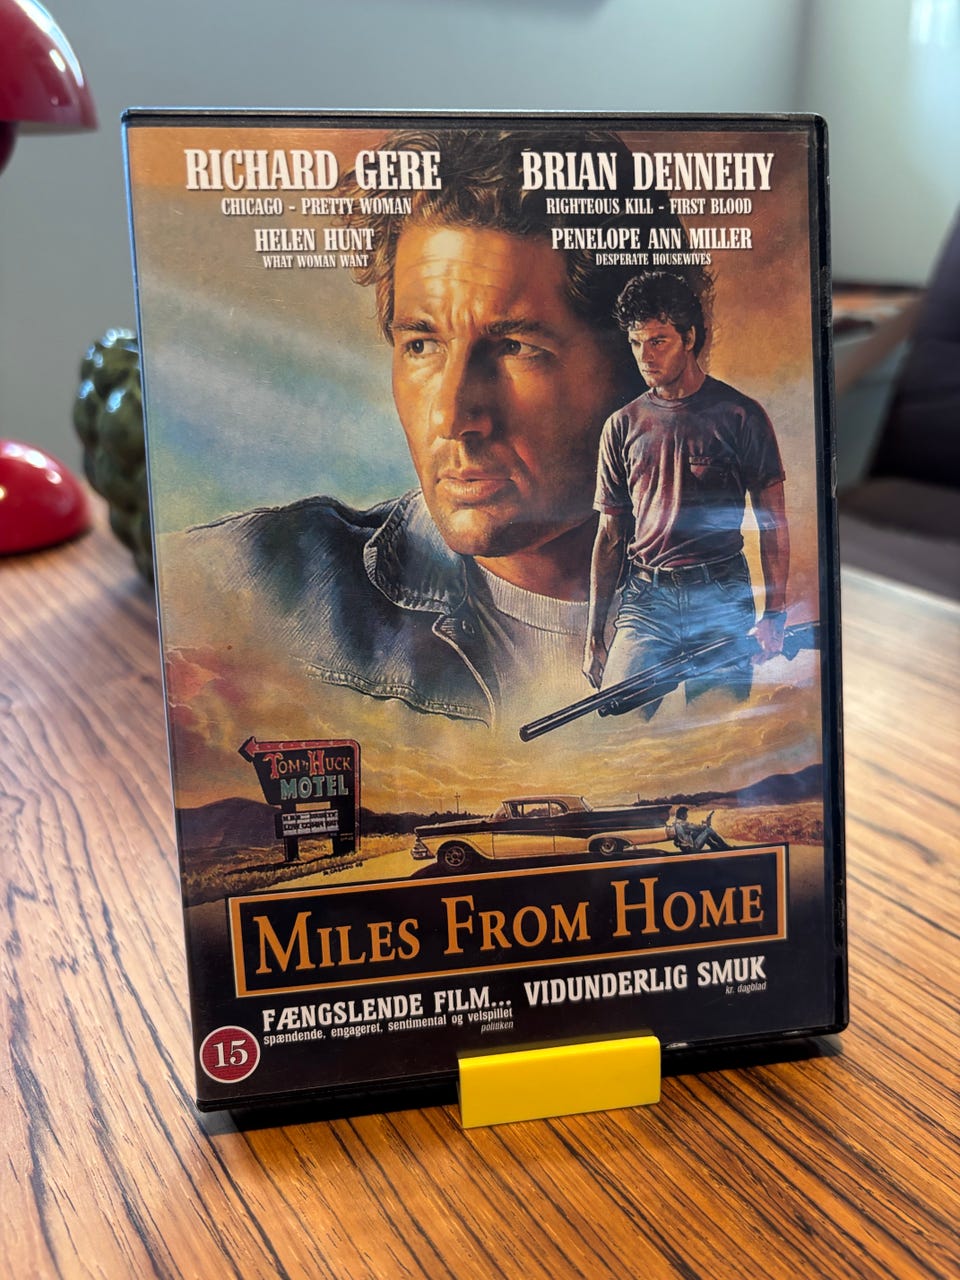 RICHARD GERE
CHICAGO - PRETTY WOMAN
BRIAN DENNEHY
RIGHTEOUS KILL - FIRST BLOOD
HELEN HUNT
WHAT WOMAN WANT
PENELOPE ANN MILLER
DESPERATE HOUSEWIVES
TOM 'N HUCK
MOTEL
MILES FROM HOME
FÆNGSLENDE FILM...
spændende, engageret, sentimental og velspillet
politiken
VIDUNDERLIG SMUK
kr. dagblad
15